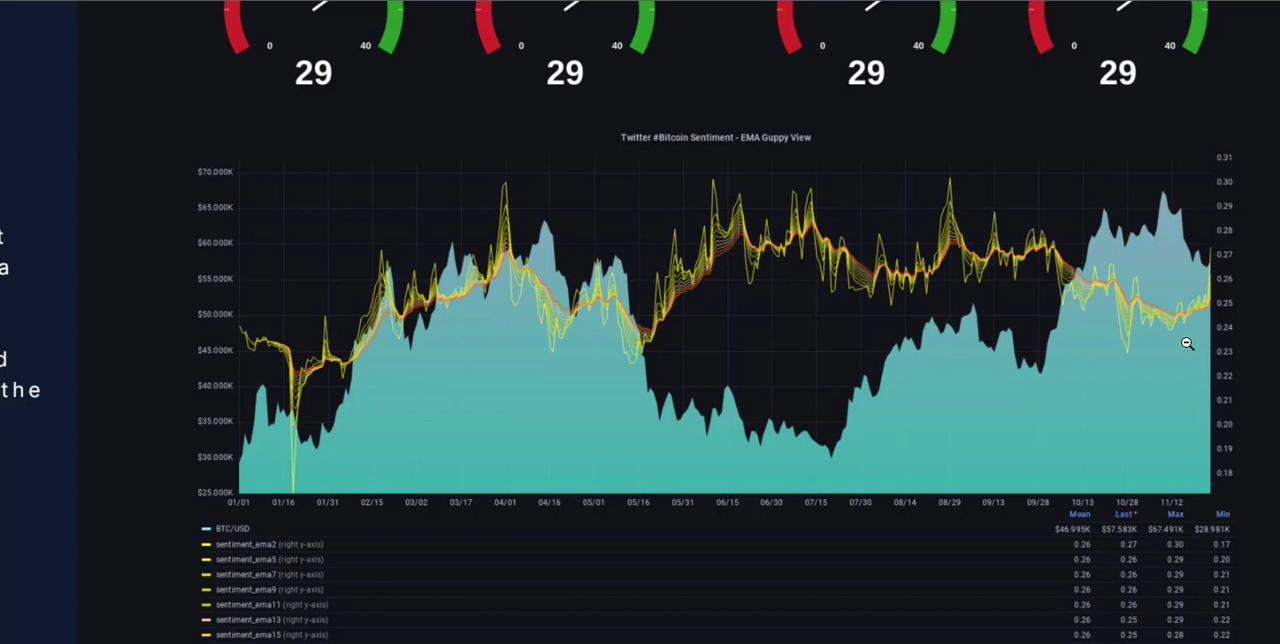 0 40 0 40 0 40 0 40
29 29 29 29
Twitter #Bitcoin Sentiment - EMA Guppy View
t
a
d
the
$70.000K
$65.000K
$60.000K
$55.000K
$50.000K
$45.000K
$40.000K
$35.000K
$30.000K
$25.000K
0.31
0.30
0.29
0.28
0.27
0.26
0.25
0.24
0.23
0.22
0.21
0.20
0.19
0.18
01/01 01/16 01/31 02/15 03/02 03/17 04/01 04/16 05/01 05/16 05/31 06/15 06/30 07/15 07/30 08/14 08/29 09/13 09/28 10/13 10/28 11/12
Mean Last * Max Min
BTC/USD $46.995K $57.583K $67.491K $28.981K
sentiment_ema2 (right y-axis) 0.26 0.27 0.30 0.17
sentiment_ema5 (right y-axis) 0.26 0.26 0.29 0.20
sentiment_ema7 (right y-axis) 0.26 0.26 0.29 0.21
sentiment_ema9 (right y-axis) 0.26 0.26 0.29 0.21
sentiment_ema11 (right y-axis) 0.26 0.26 0.29 0.21
sentiment_ema13 (right y-axis) 0.26 0.25 0.29 0.22
sentiment_ema15 (right y-axis) 0.26 0.25 0.28 0.22